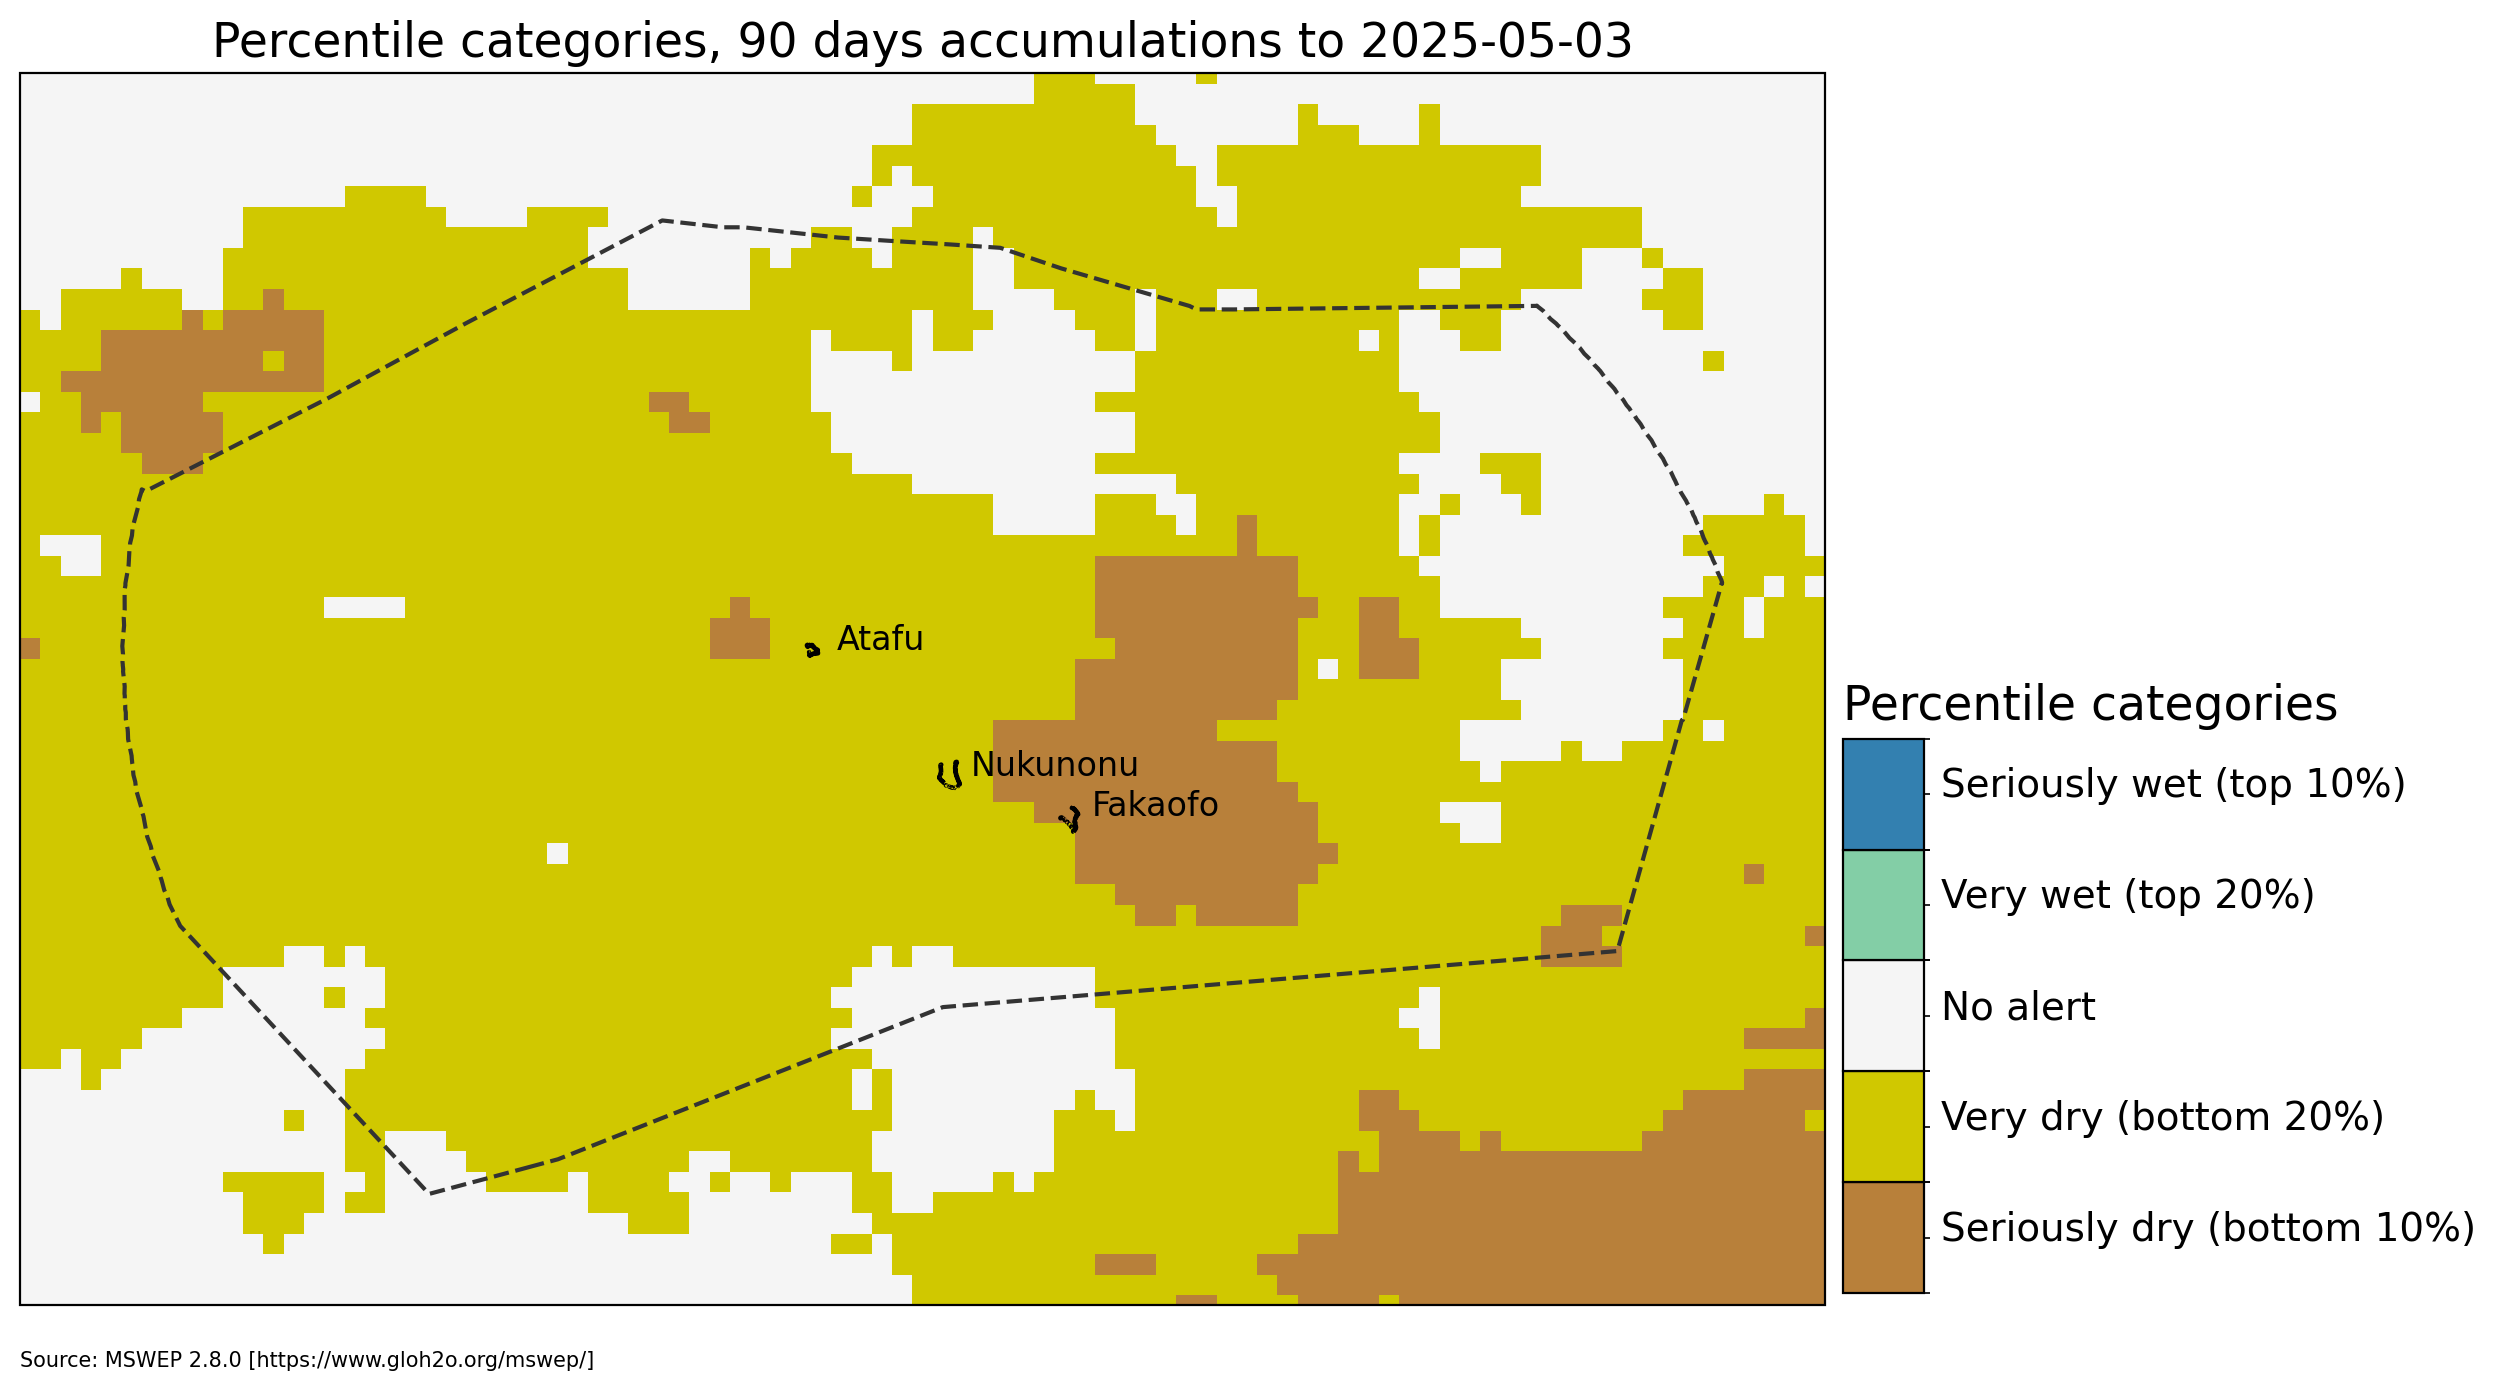 Percentile categories, 90 days accumulations to 2025-05-03
Atafu
Nukunonu
Fakaofo
Percentile categories
Seriously wet (top 10%)
Very wet (top 20%)
No alert
Very dry (bottom 20%)
Seriously dry (bottom 10%)
Source: MSWEP 2.8.0 [https://www.gloh2o.org/mswep/]